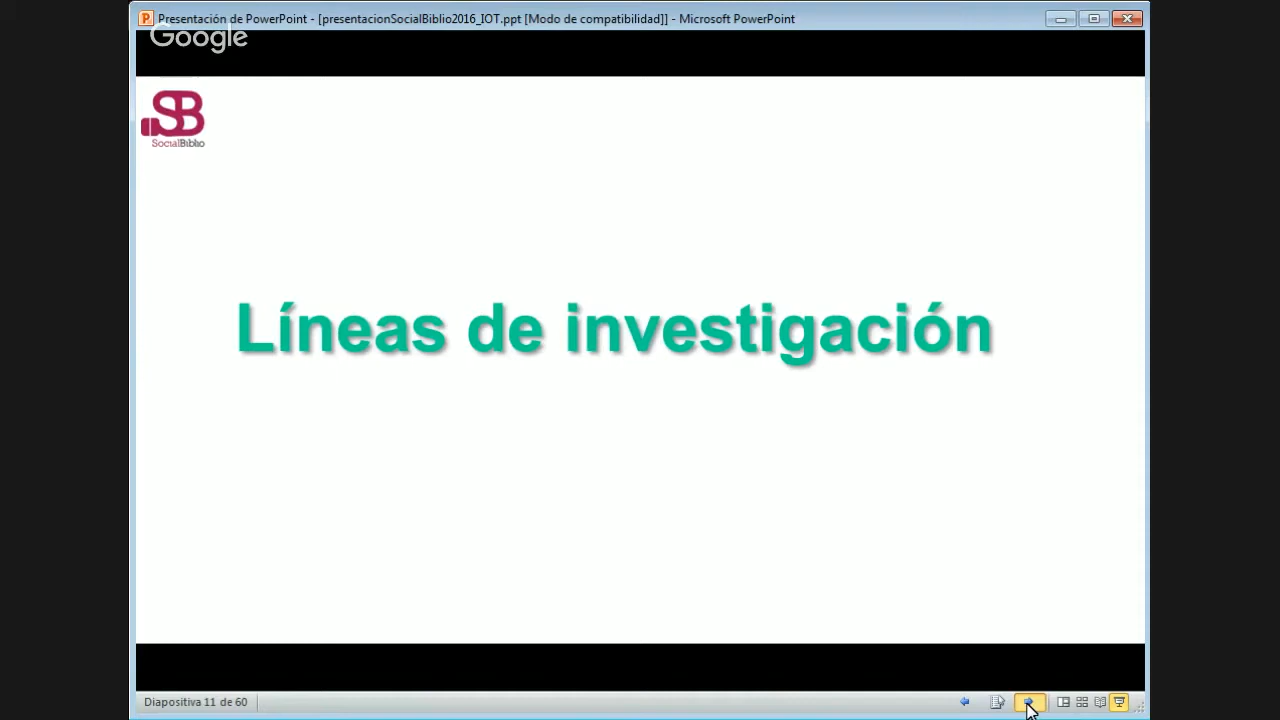 Presentación de PowerPoint - [presentacionSocialBiblio2016_IOT.ppt [Modo de compatibilidad]] - Microsoft PowerPoint
Google
SB
SocialBiblio
Líneas de investigación
Diapositiva 11 de 60